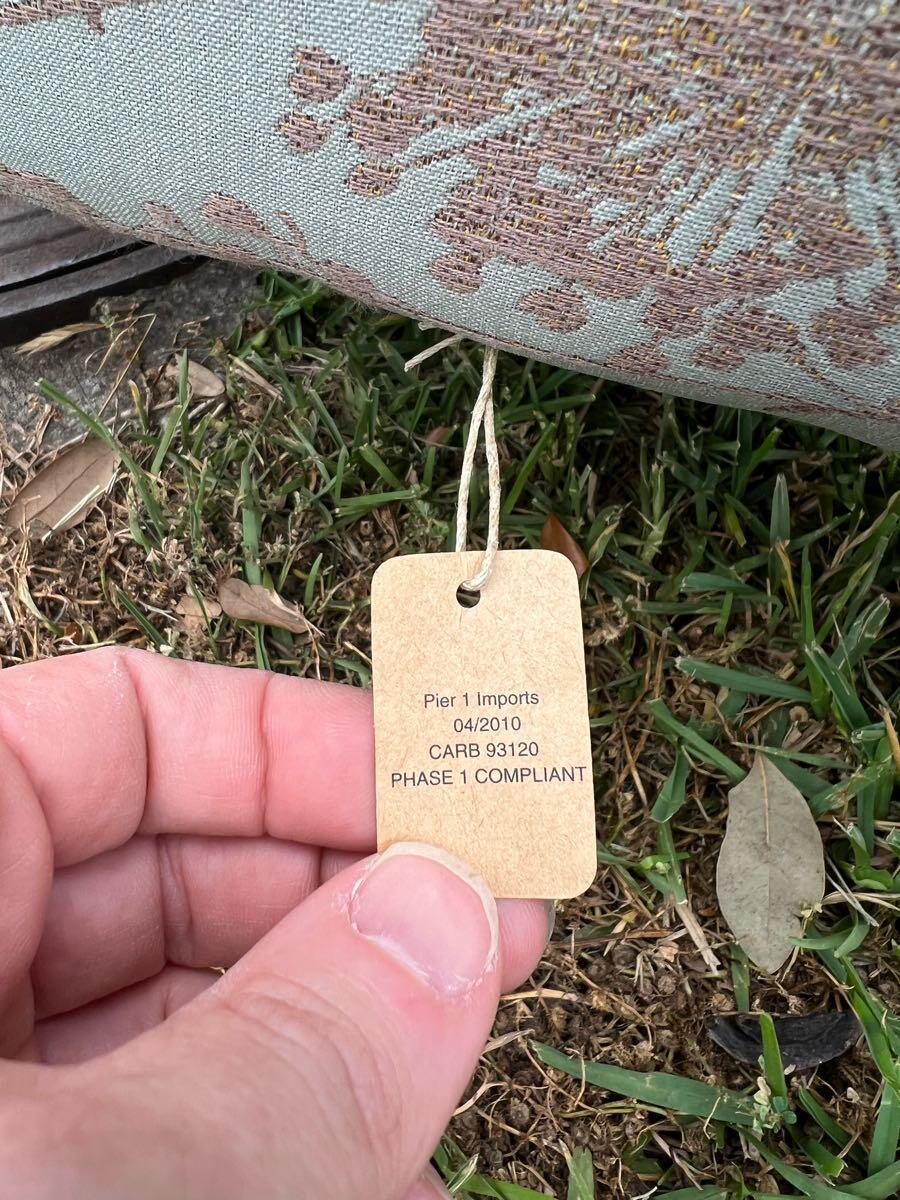 Pier 1 Imports
04/2010
CARB 93120
PHASE 1 COMPLIANT